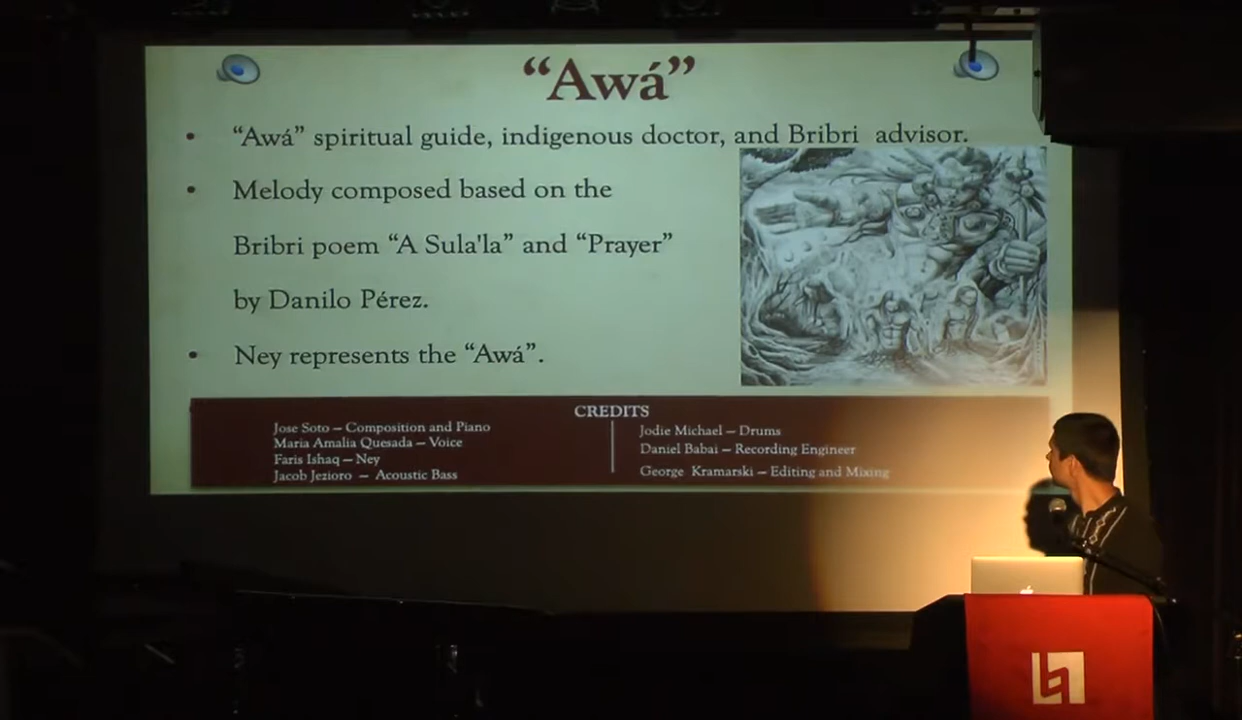 “Awá”
• “Awá” spiritual guide, indigenous doctor, and Bribri advisor.
• Melody composed based on the
Bribri poem “A Sula'la” and “Prayer”
by Danilo Pérez.
• Ney represents the “Awá”.
CREDITS
Jose Soto – Composition and Piano
Maria Amalia Quesada – Voice
Faris Ishaq – Ney
Jacob Jezioro – Acoustic Bass
Jodie Michael – Drums
Daniel Babai – Recording Engineer
George Kramarski – Editing and Mixing